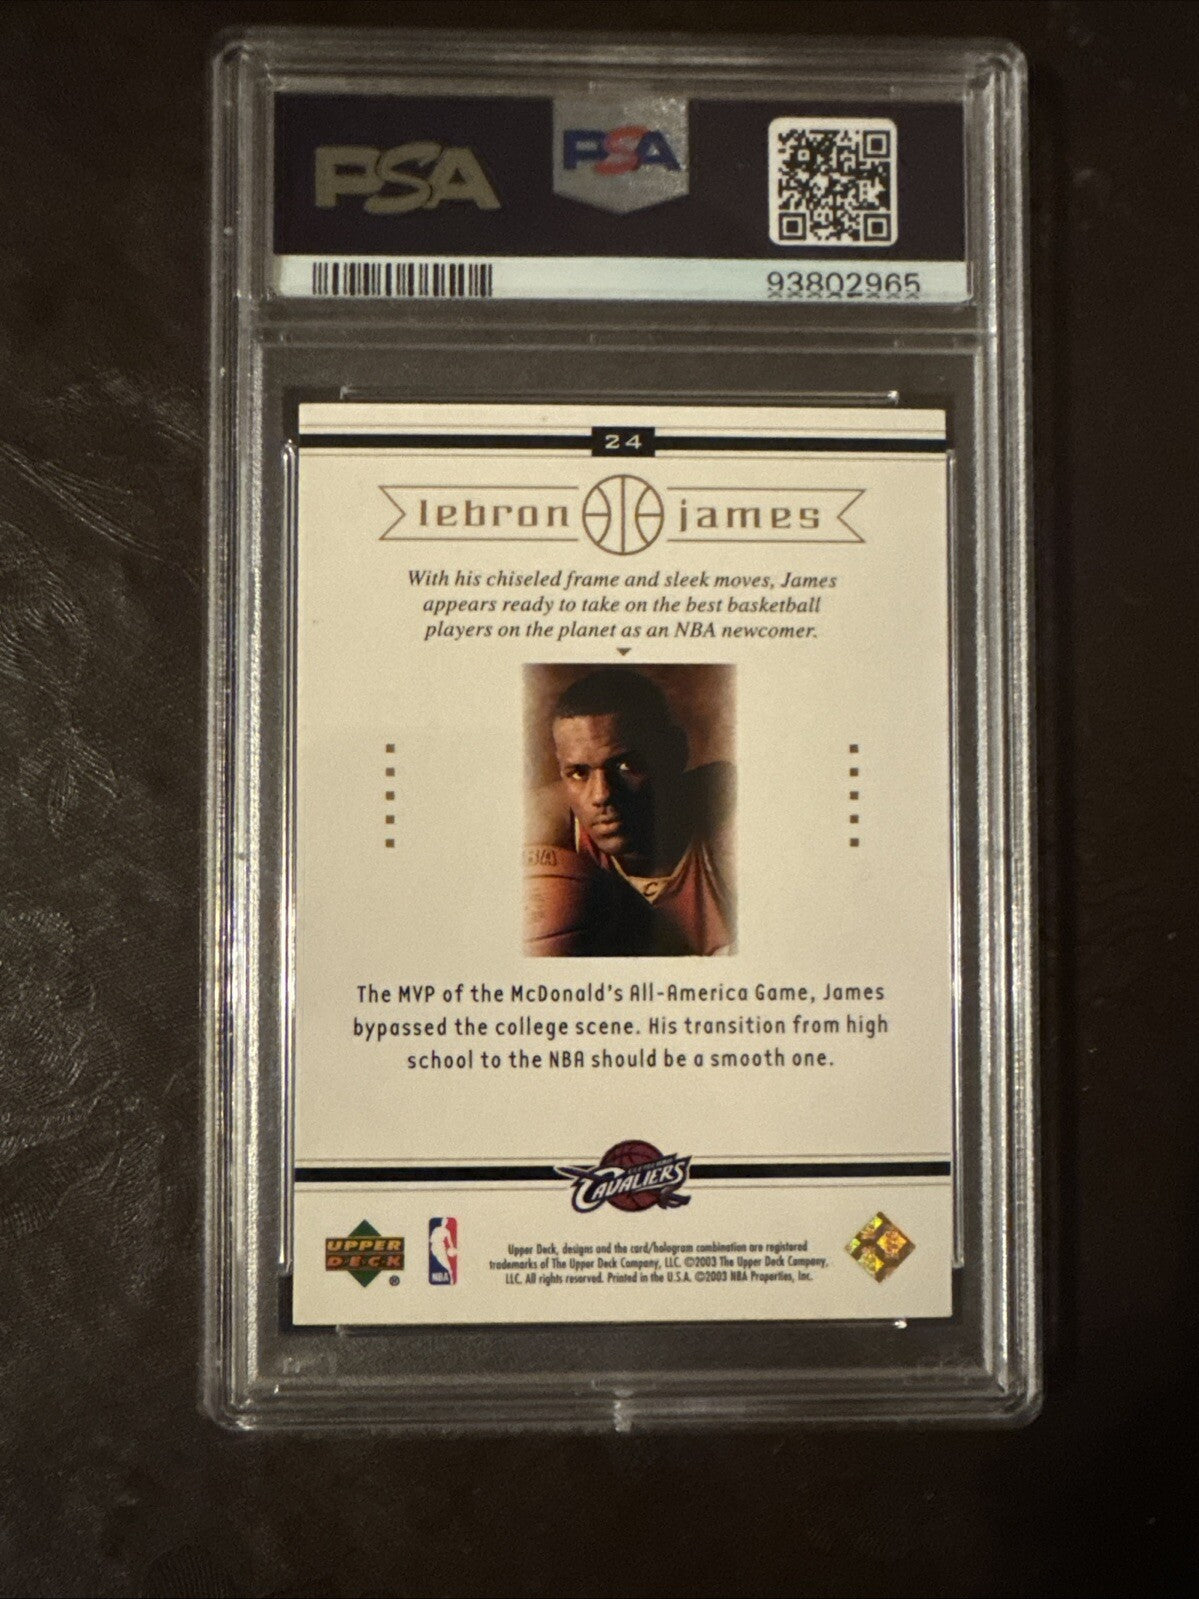 PSA
PSA
93802965
24
lebron james
With his chiseled frame and sleek moves, James
appears ready to take on the best basketball
players on the planet as an NBA newcomer.
The MVP of the McDonald's All-America Game, James
bypassed the college scene. His transition from high
school to the NBA should be a smooth one.
CLEVELAND
CAVALIERS
UPPER
DECK
®
NBA
Upper Deck, designs and the card/hologram combination are registered
trademarks of The Upper Deck Company, LLC. ©2003 The Upper Deck Company,
LLC. All rights reserved. Printed in the U.S.A. ©2003 NBA Properties, Inc.